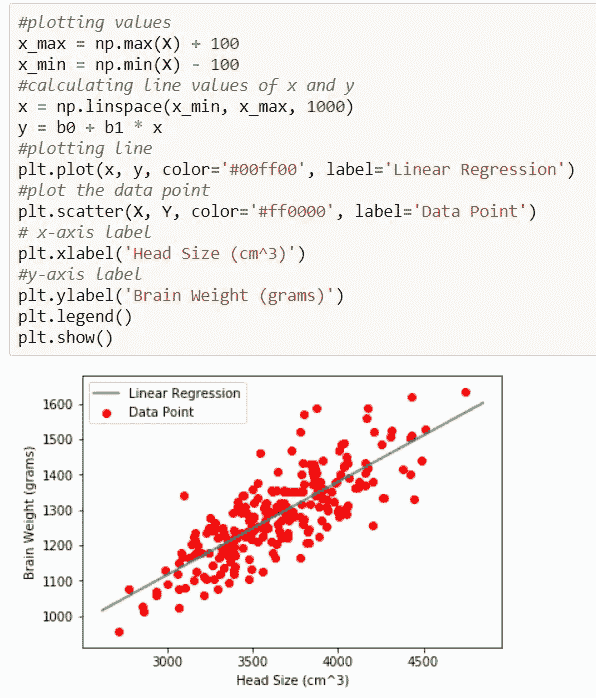 #plotting values
x_max = np.max(X) + 100
x_min = np.min(X) - 100
#calculating line values of x and y
x = np.linspace(x_min, x_max, 1000)
y = b0 + b1 * x
#plotting line
plt.plot(x, y, color='#00ff00', label='Linear Regression')
#plot the data point
plt.scatter(X, Y, color='#ff0000', label='Data Point')
# x-axis label
plt.xlabel('Head Size (cm^3)')
#y-axis label
plt.ylabel('Brain Weight (grams)')
plt.legend()
plt.show()
Linear Regression
Data Point
1600
1500
1400
1300
1200
1100
1000
Brain Weight (grams)
3000 3500 4000 4500
Head Size (cm^3)